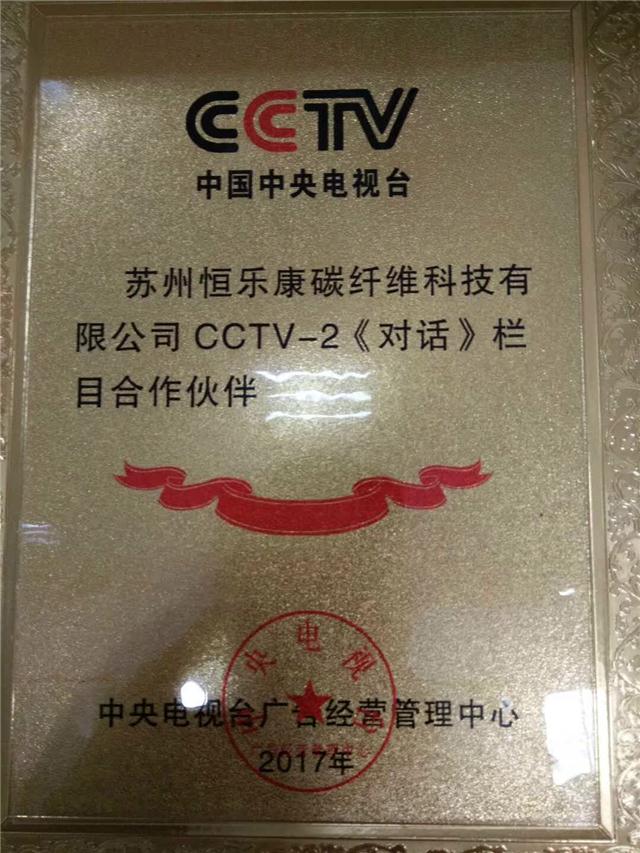 CCTV
中国中央电视台
苏州恒乐康碳纤维科技有
限公司 CCTV-2《对话》栏
目合作伙伴
中央电视台广告经营管理中心
2017年